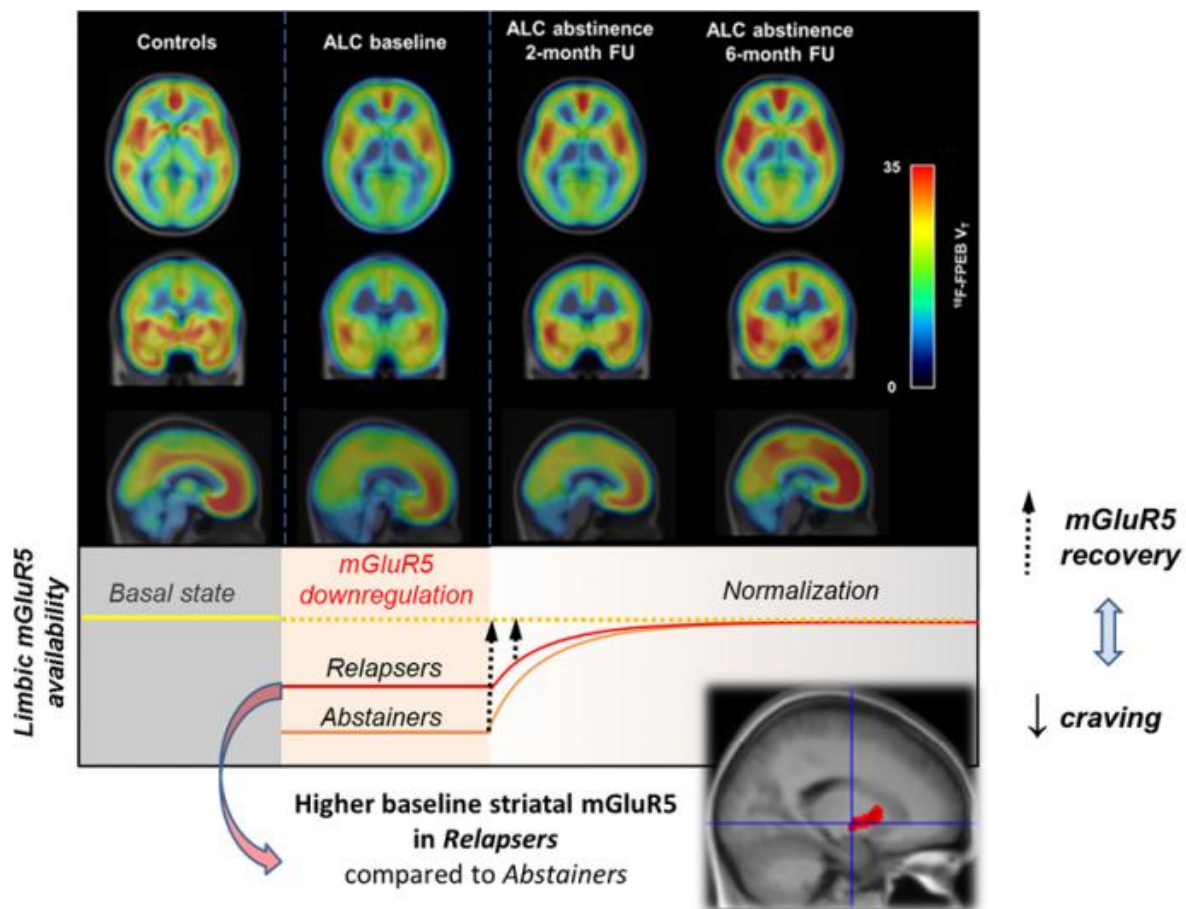 Controls
ALC baseline
ALC abstinence
2-month FU
ALC abstinence
6-month FU
35
0
¹⁸F-FPEB V_T
Limbic mGluR5
availability
Basal state
mGluR5
downregulation
Normalization
Relapsers
Abstainers
mGluR5
recovery
↓ craving
Higher baseline striatal mGluR5
in Relapsers
compared to Abstainers